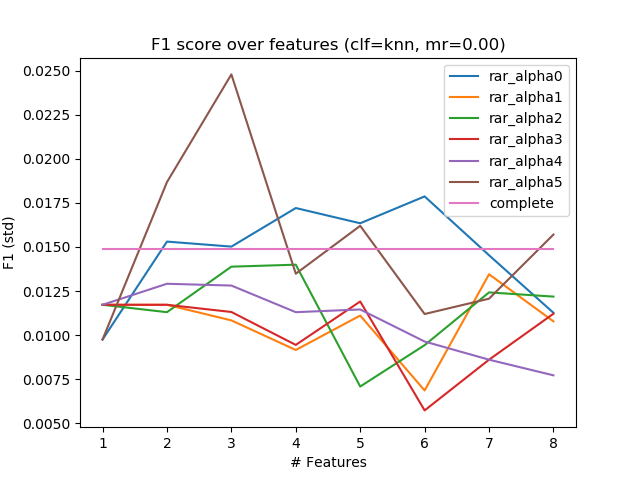 F1 score over features (clf=knn, mr=0.00)
F1 (std)
0.0250
0.0225
0.0200
0.0175
0.0150
0.0125
0.0100
0.0075
0.0050
rar_alpha0
rar_alpha1
rar_alpha2
rar_alpha3
rar_alpha4
rar_alpha5
complete
1 2 3 4 5 6 7 8
# Features